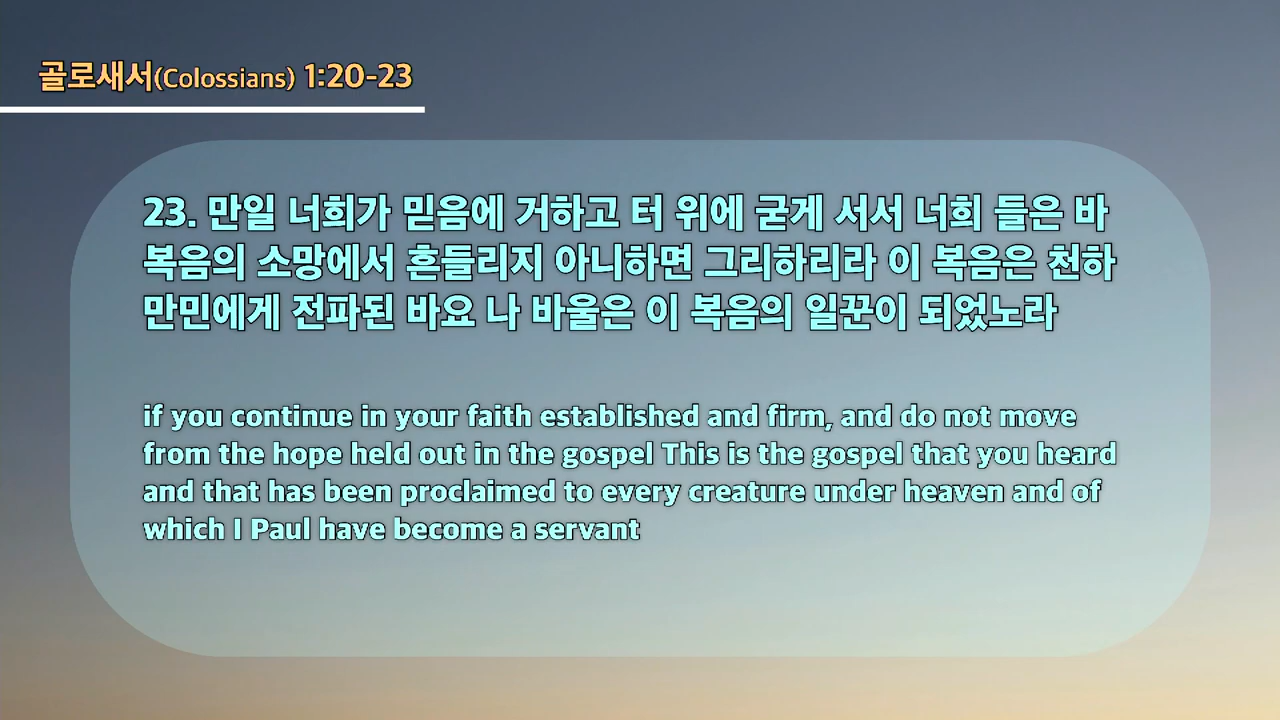 골로새서(Colossians) 1:20-23
23. 만일 너희가 믿음에 거하고 터 위에 굳게 서서 너희 들은 바
복음의 소망에서 흔들리지 아니하면 그리하리라 이 복음은 천하
만민에게 전파된 바요 나 바울은 이 복음의 일꾼이 되었노라
if you continue in your faith established and firm, and do not move
from the hope held out in the gospel This is the gospel that you heard
and that has been proclaimed to every creature under heaven and of
which I Paul have become a servant